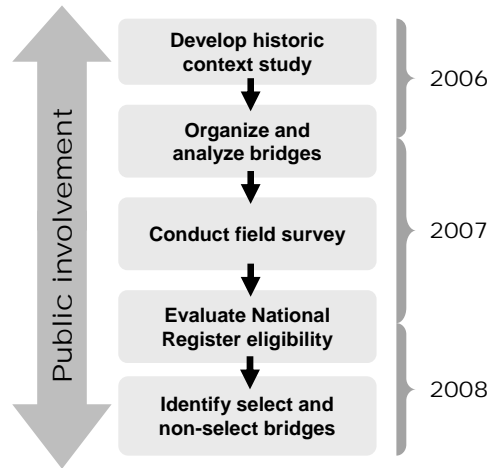 Public involvement
Develop historic
context study
Organize and
analyze bridges
Conduct field survey
Evaluate National
Register eligibility
Identify select and
non-select bridges
2006
2007
2008